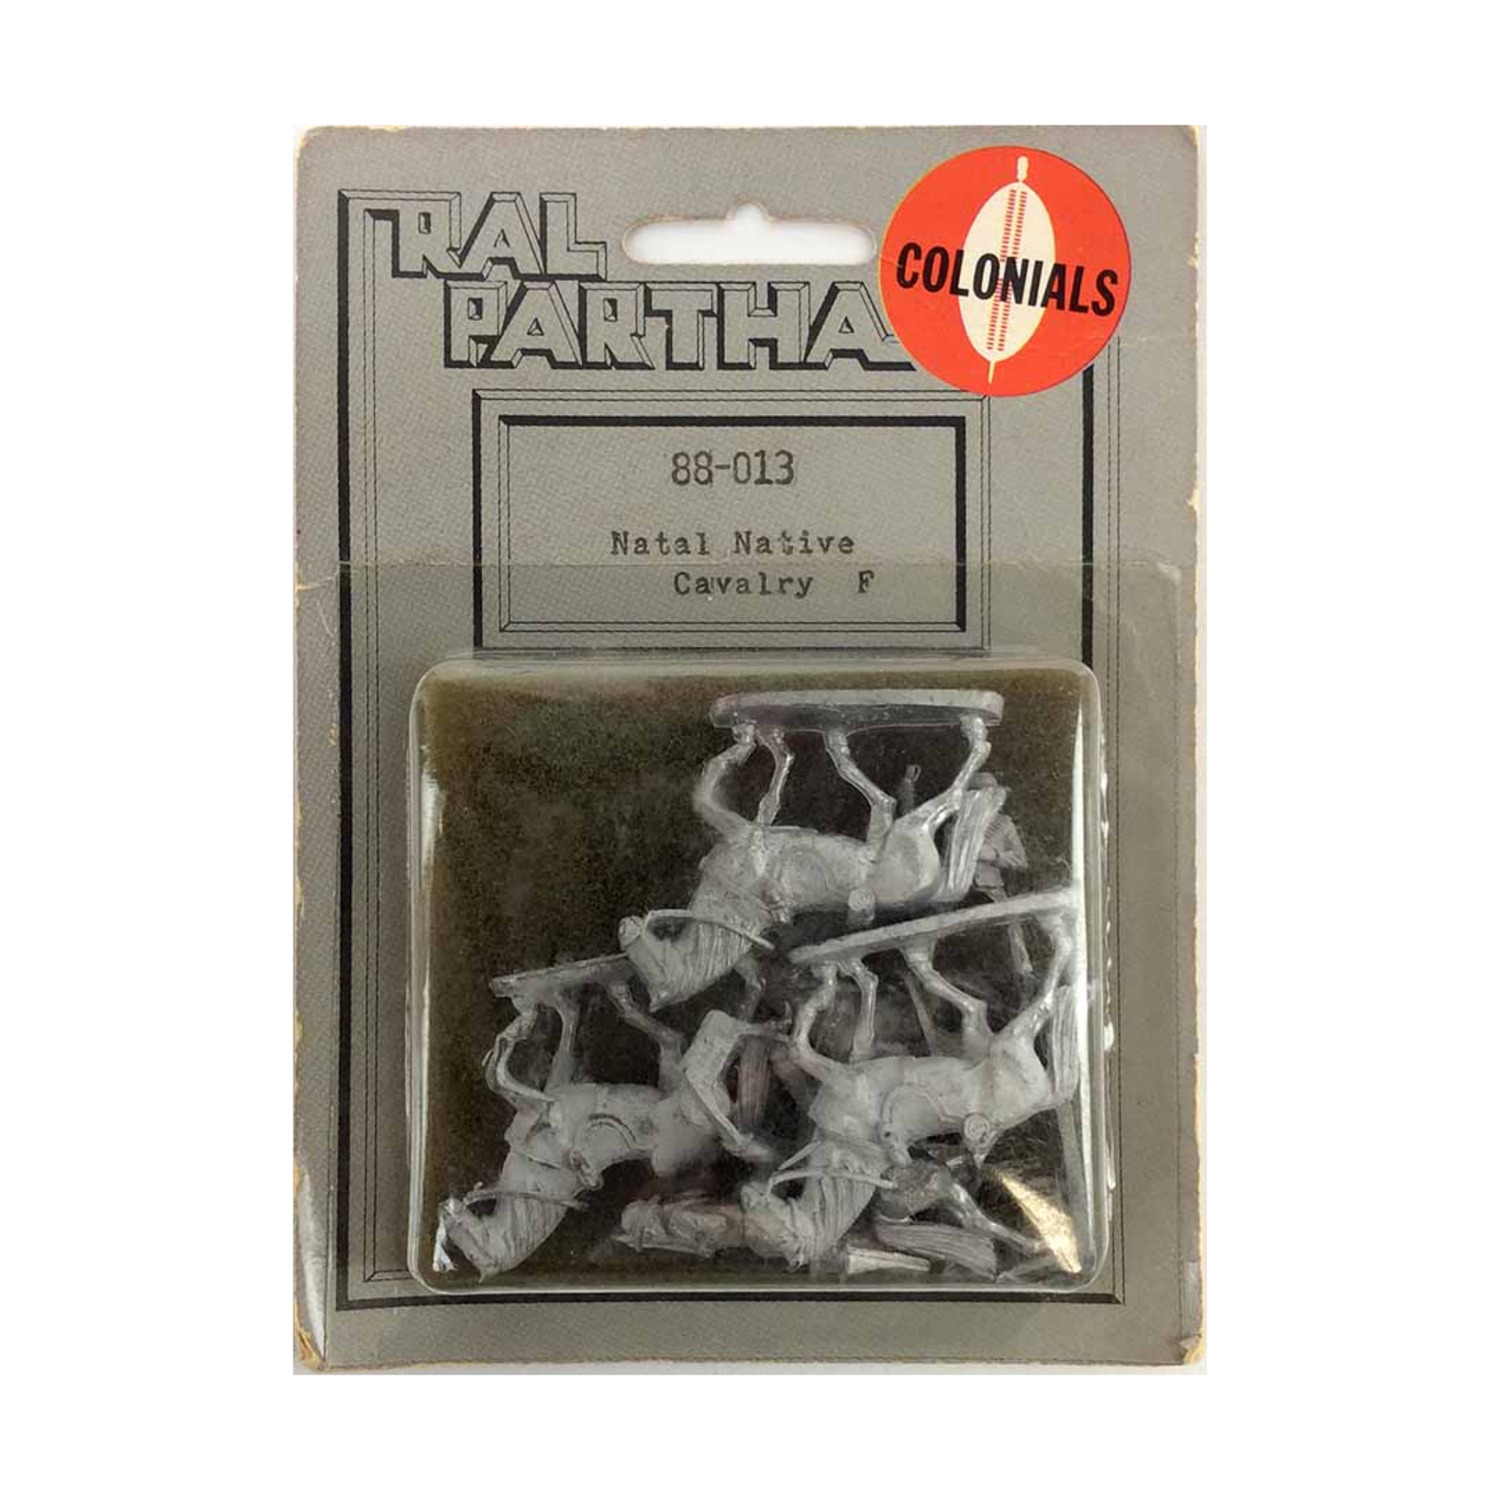 RAL
PARTHA
COLONIALS
88-013
Natal Native
Cavalry F